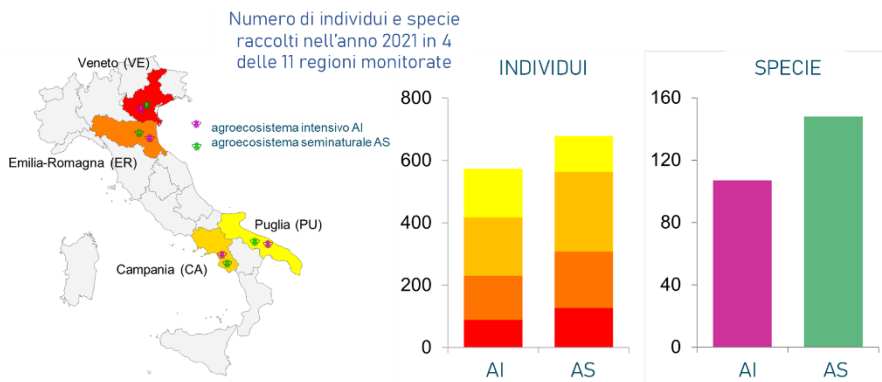 Numero di individui e specie
raccolti nell'anno 2021 in 4
delle 11 regioni monitorate
Veneto (VE)
agroecosistema intensivo AI
agroecosistema seminaturale AS
Emilia-Romagna (ER)
Puglia (PU)
Campania (CA)
INDIVIDUI
800
600
400
200
0
AI AS
SPECIE
160
120
80
40
0
AI AS